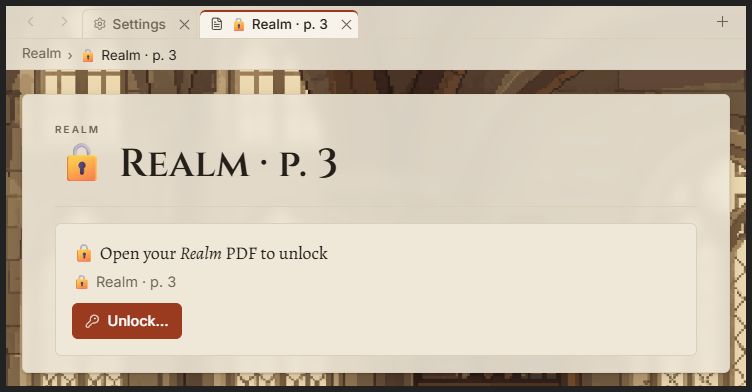 Settings
Realm · p. 3
Realm › Realm · p. 3
REALM
Realm · p. 3
Open your Realm PDF to unlock
Realm · p. 3
Unlock...